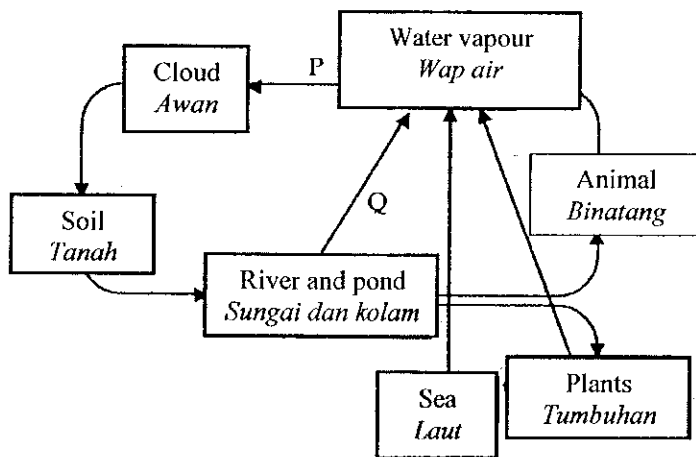 Water vapour
Wap air
P
Cloud
Awan
Animal
Binatang
Soil
Tanah
Q
River and pond
Sungai dan kolam
Sea
Laut
Plants
Tumbuhan